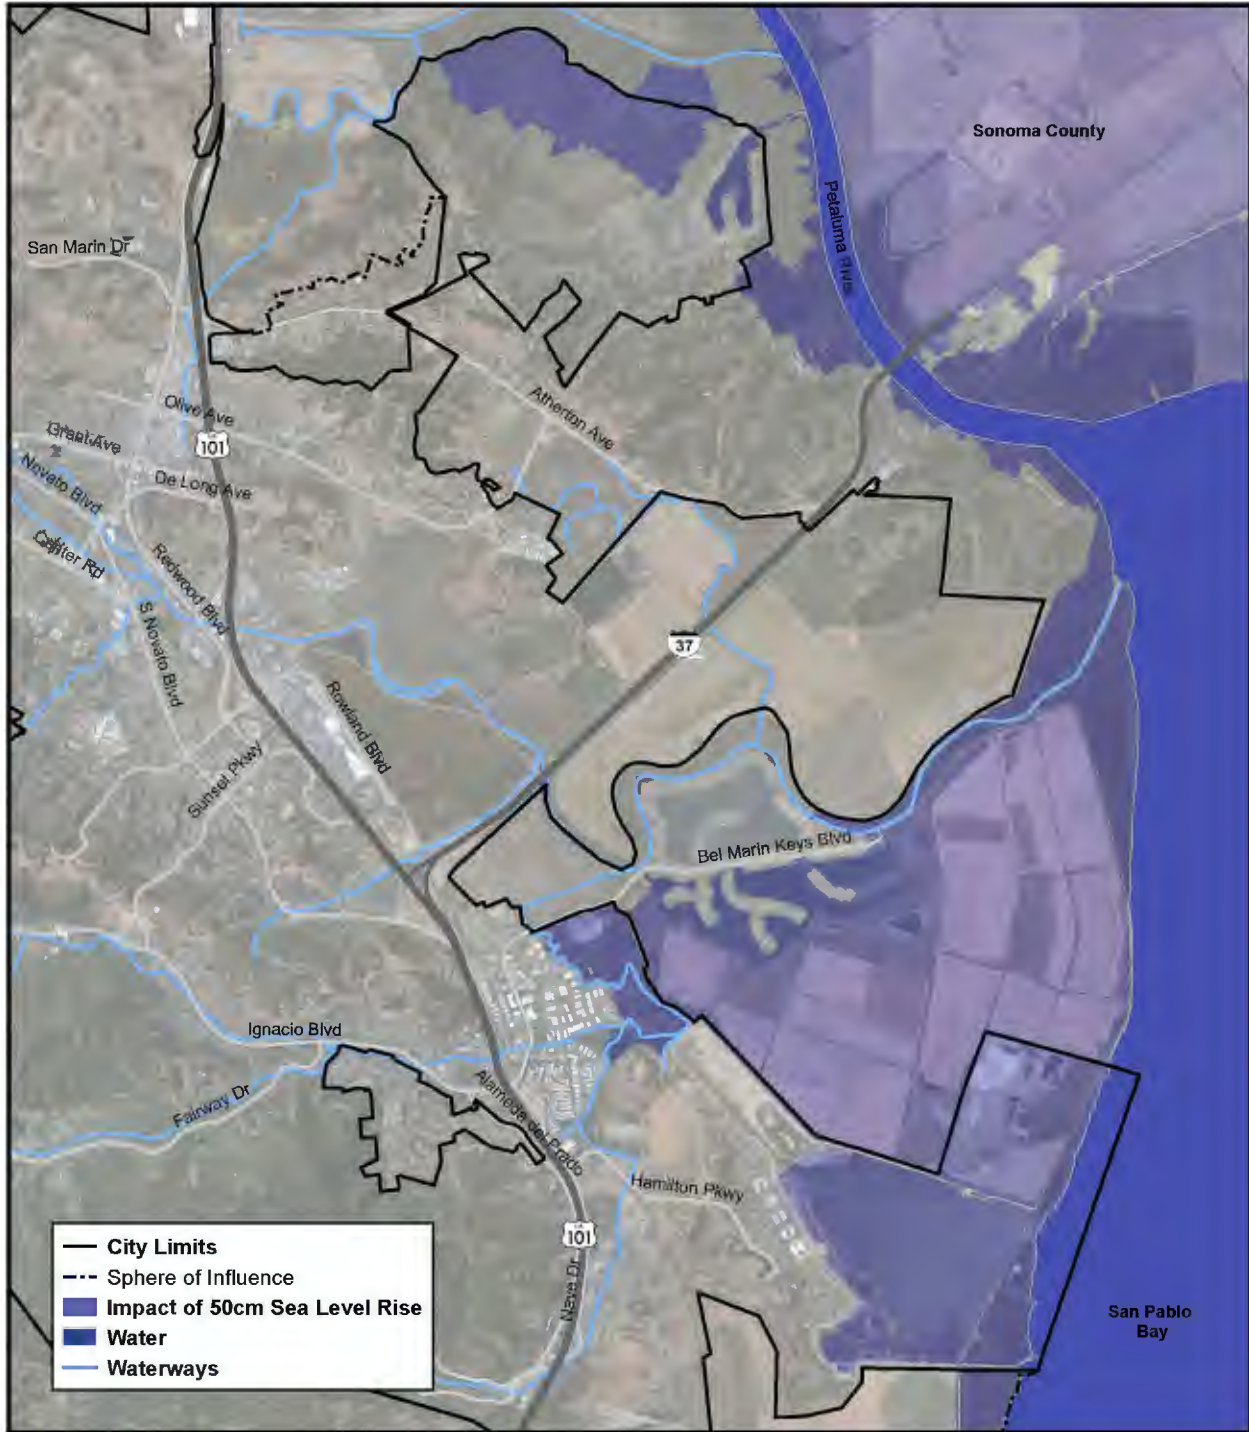 Sonoma County
Petaluma River
San Marin Dr
Atherton Ave
Olive Ave
Grant Ave
101
De Long Ave
Novato Blvd
Center Rd
Redwood Blvd
S Novato Blvd
37
Rowland Blvd
Sunset Pkwy
Bel Marin Keys Blvd
Ignacio Blvd
Fairway Dr
Alameda del Prado
Hamilton Pkwy
101
Nave Dr
San Pablo
Bay
City Limits
Sphere of Influence
Impact of 50cm Sea Level Rise
Water
Waterways